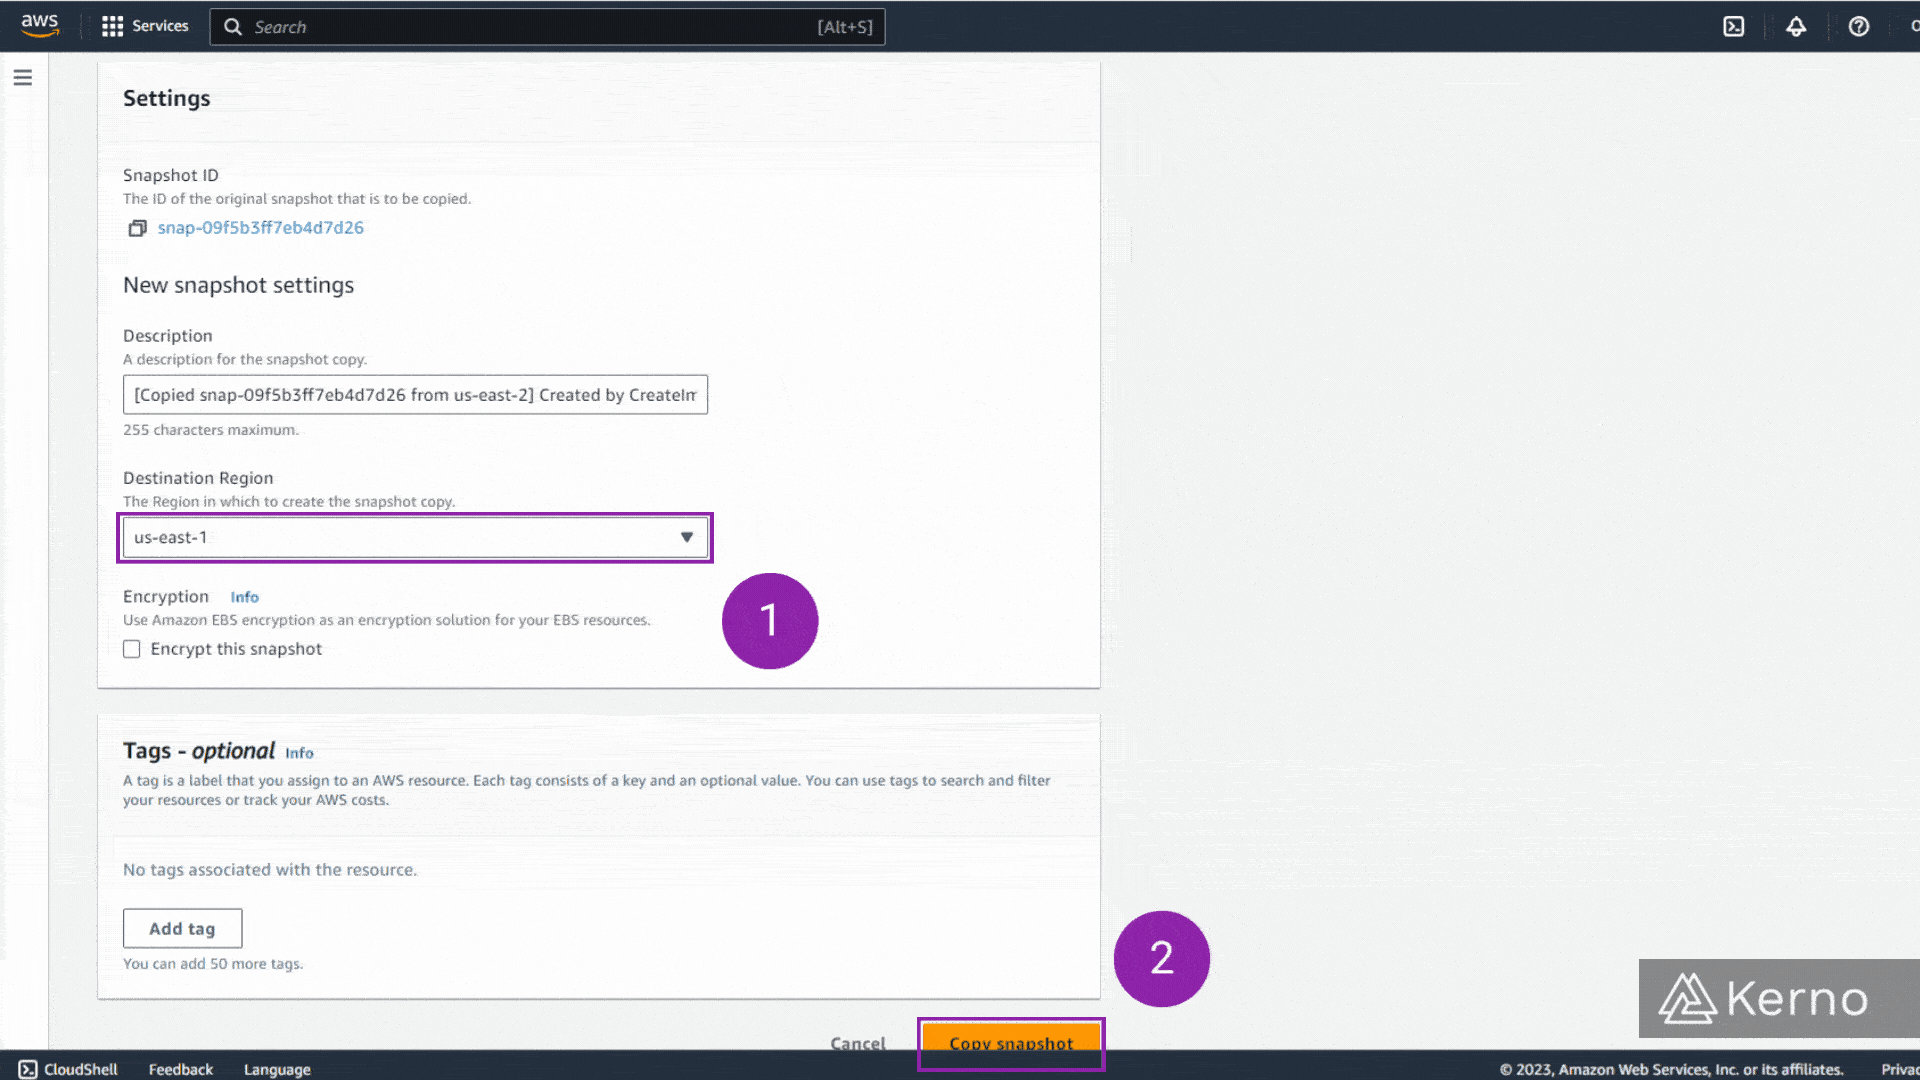 aws Services Search [Alt+S]
Settings
Snapshot ID
The ID of the original snapshot that is to be copied.
snap-09f5b3ff7eb4d7d26
New snapshot settings
Description
A description for the snapshot copy.
[Copied snap-09f5b3ff7eb4d7d26 from us-east-2] Created by CreateIm
255 characters maximum.
Destination Region
The Region in which to create the snapshot copy.
us-east-1
Encryption Info
Use Amazon EBS encryption as an encryption solution for your EBS resources.
Encrypt this snapshot
1
Tags - optional Info
A tag is a label that you assign to an AWS resource. Each tag consists of a key and an optional value. You can use tags to search and filter
your resources or track your AWS costs.
No tags associated with the resource.
Add tag
You can add 50 more tags.
2
Kerno
Cancel Copy snapshot
CloudShell Feedback Language © 2023, Amazon Web Services, Inc. or its affiliates. Privac